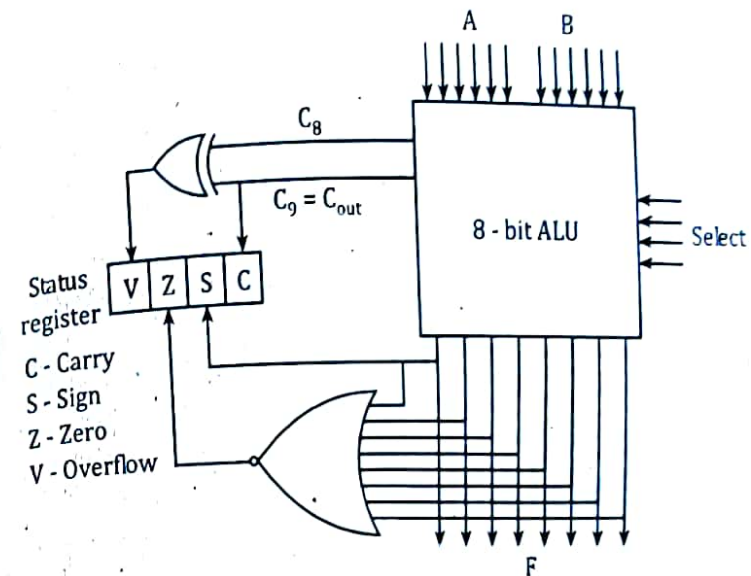 A B
C8
C9 = Cout
8 - bit ALU
Select
Status
register
V Z S C
C - Carry
S - Sign
Z - Zero
V - Overflow
F